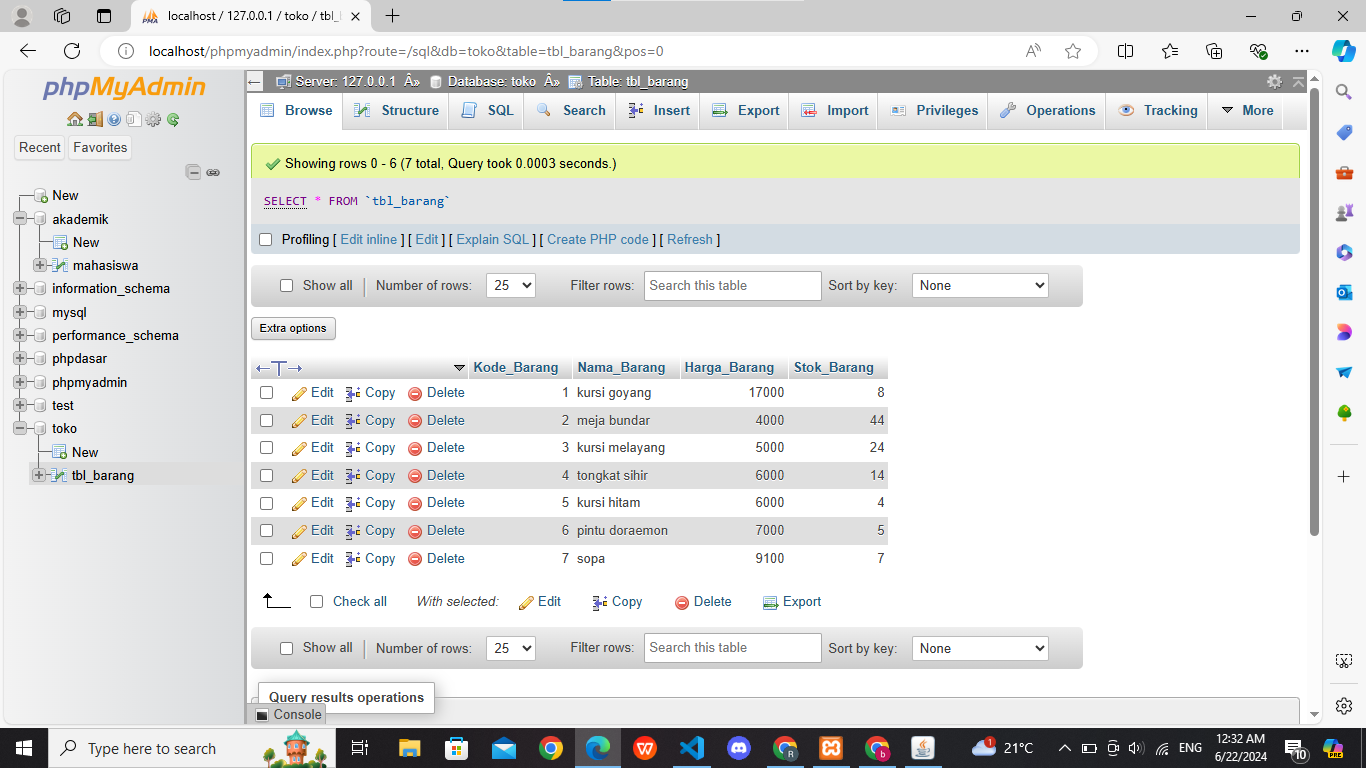 localhost / 127.0.0.1 / toko / tbl_
localhost/phpmyadmin/index.php?route=/sql&db=toko&table=tbl_barang&pos=0
phpMyAdmin
Recent Favorites
New
akademik
New
mahasiswa
information_schema
mysql
performance_schema
phpdasar
phpmyadmin
test
toko
New
tbl_barang
Server: 127.0.0.1 Â» Database: toko Â» Table: tbl_barang
Browse Structure SQL Search Insert Export Import Privileges Operations Tracking More
Showing rows 0 - 6 (7 total, Query took 0.0003 seconds.)
SELECT * FROM `tbl_barang`
Profiling [ Edit inline ] [ Edit ] [ Explain SQL ] [ Create PHP code ] [ Refresh ]
Show all Number of rows: 25 Filter rows: Search this table Sort by key: None
Extra options
Kode_Barang Nama_Barang Harga_Barang Stok_Barang
Edit Copy Delete 1 kursi goyang 17000 8
Edit Copy Delete 2 meja bundar 4000 44
Edit Copy Delete 3 kursi melayang 5000 24
Edit Copy Delete 4 tongkat sihir 6000 14
Edit Copy Delete 5 kursi hitam 6000 4
Edit Copy Delete 6 pintu doraemon 7000 5
Edit Copy Delete 7 sopa 9100 7
Check all With selected: Edit Copy Delete Export
Show all Number of rows: 25 Filter rows: Search this table Sort by key: None
Query results operations
Console
Type here to search
21°C
ENG
12:32 AM
6/22/2024
10